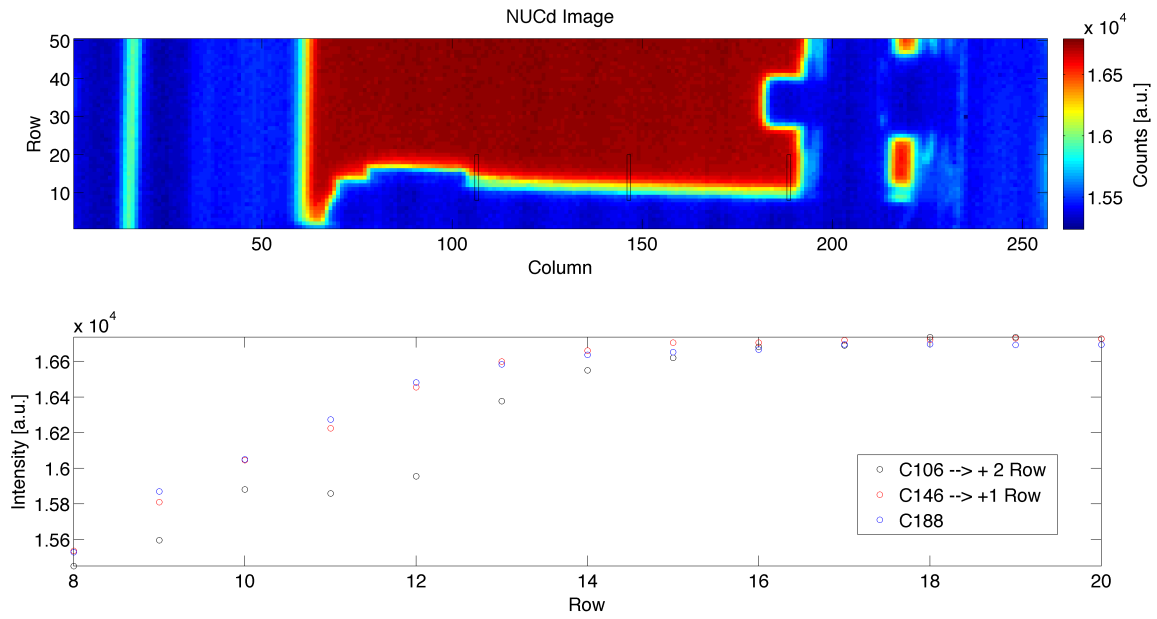 NUCd Image
x 10^4
50
40
30
20
10
Row
50
100
150
200
250
Column
1.65
1.6
1.55
Counts [a.u.]
x 10^4
1.66
1.64
1.62
1.6
1.58
1.56
Intensity [a.u.]
C106 --> + 2 Row
C146 --> +1 Row
C188
8
10
12
14
16
18
20
Row